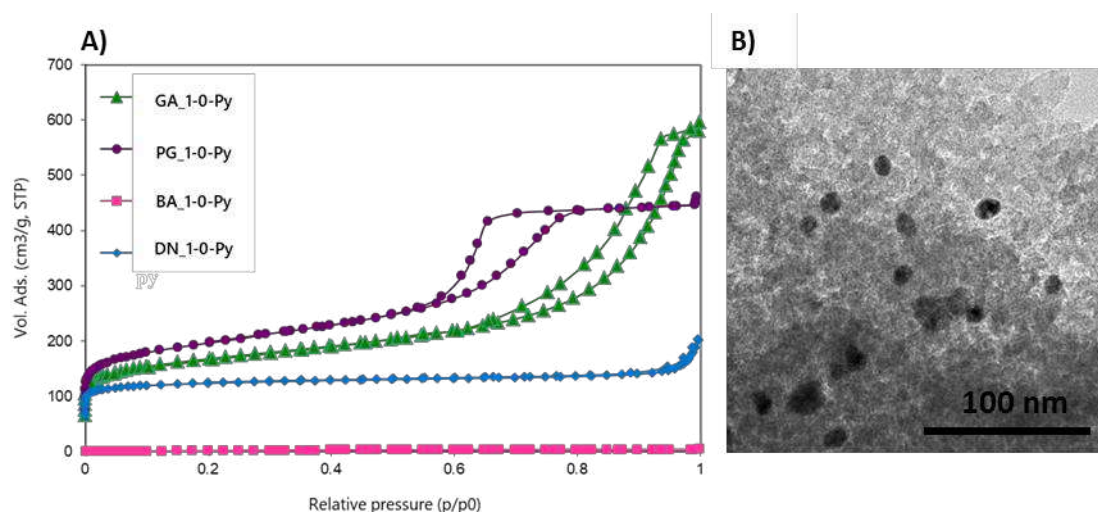 A)
B)
700
600
500
400
300
200
100
0
Vol. Ads. (cm3/g, STP)
GA_1-0-Py
PG_1-0-Py
BA_1-0-Py
DN_1-0-Py
py
0 0.2 0.4 0.6 0.8 1
Relative pressure (p/p0)
100 nm